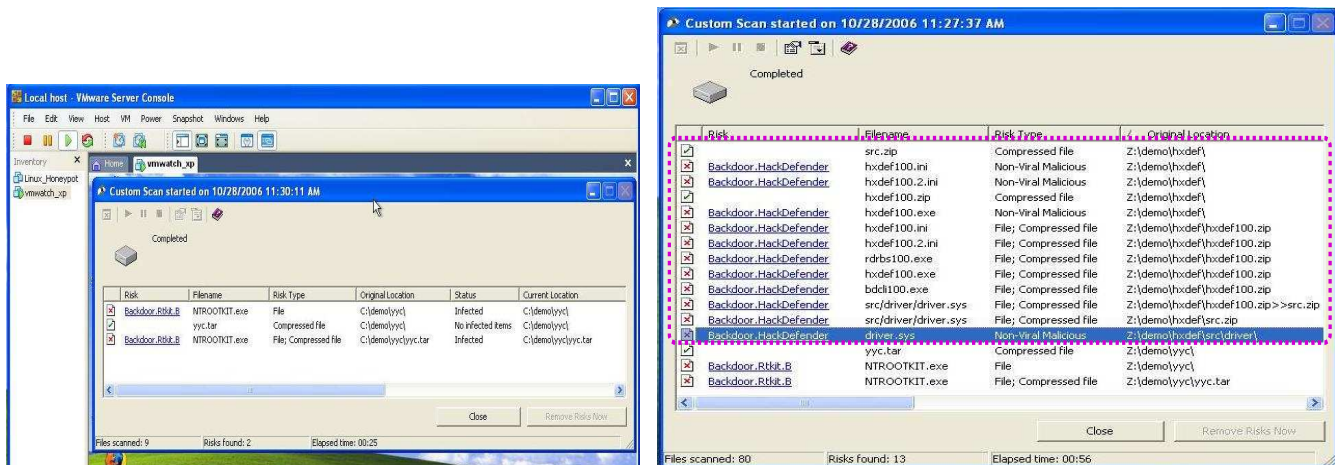 Local host - VMware Server Console
File Edit View Host VM Power Snapshot Windows Help
Inventory X
Home vmwatch_xp X
Linux_Honeypot
vmwatch_xp
Custom Scan started on 10/28/2006 11:30:11 AM
Completed
Risk Filename Risk Type Original Location Status Current Location
Backdoor.Rtkit.B NTROOTKIT.exe File C:\demo\yyc\ Infected C:\demo\yyc\
yyc.tar Compressed file C:\demo\yyc\ No infected items C:\demo\yyc\
Backdoor.Rtkit.B NTROOTKIT.exe File; Compressed file C:\demo\yyc\yyc.tar Infected C:\demo\yyc\yyc.tar
Close Remove Risks Now
Files scanned: 9 Risks found: 2 Elapsed time: 00:25
Custom Scan started on 10/28/2006 11:27:37 AM
Completed
Risk Filename Risk Type / Original Location
src.zip Compressed file Z:\demo\hxdef\
Backdoor.HackDefender hxdef100.ini Non-Viral Malicious Z:\demo\hxdef\
Backdoor.HackDefender hxdef100.2.ini Non-Viral Malicious Z:\demo\hxdef\
hxdef100.zip Compressed file Z:\demo\hxdef\
Backdoor.HackDefender hxdef100.exe Non-Viral Malicious Z:\demo\hxdef\
Backdoor.HackDefender hxdef100.ini File; Compressed file Z:\demo\hxdef\hxdef100.zip
Backdoor.HackDefender hxdef100.2.ini File; Compressed file Z:\demo\hxdef\hxdef100.zip
Backdoor.HackDefender rdrbs100.exe File; Compressed file Z:\demo\hxdef\hxdef100.zip
Backdoor.HackDefender hxdef100.exe File; Compressed file Z:\demo\hxdef\hxdef100.zip
Backdoor.HackDefender bdcli100.exe File; Compressed file Z:\demo\hxdef\hxdef100.zip
Backdoor.HackDefender src/driver/driver.sys File; Compressed file Z:\demo\hxdef\hxdef100.zip>>src.zip
Backdoor.HackDefender src/driver/driver.sys File; Compressed file Z:\demo\hxdef\src.zip
Backdoor.HackDefender driver.sys Non-Viral Malicious Z:\demo\hxdef\src\driver\
yyc.tar Compressed file Z:\demo\yyc\
Backdoor.Rtkit.B NTROOTKIT.exe File Z:\demo\yyc\
Backdoor.Rtkit.B NTROOTKIT.exe File; Compressed file Z:\demo\yyc\yyc.tar
Close Remove Risks Now
Files scanned: 80 Risks found: 13 Elapsed time: 00:56